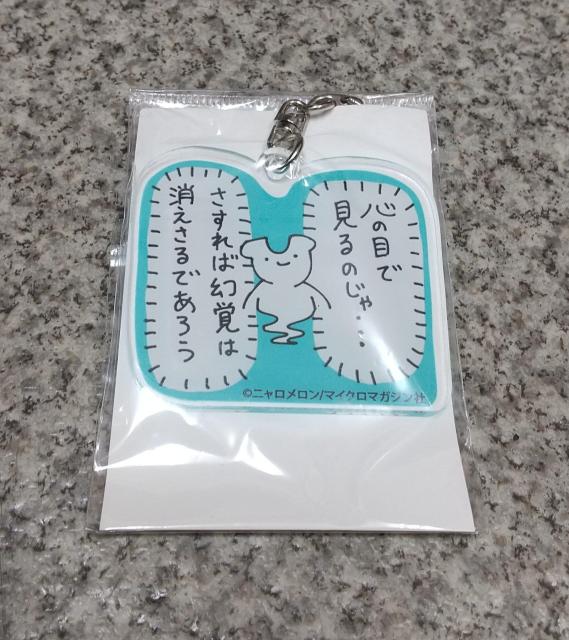 心の目で
見るのじゃ・・・
さすれば幻覚は
消えさるであろう
©ニャロメロン/マイクロマガジン社